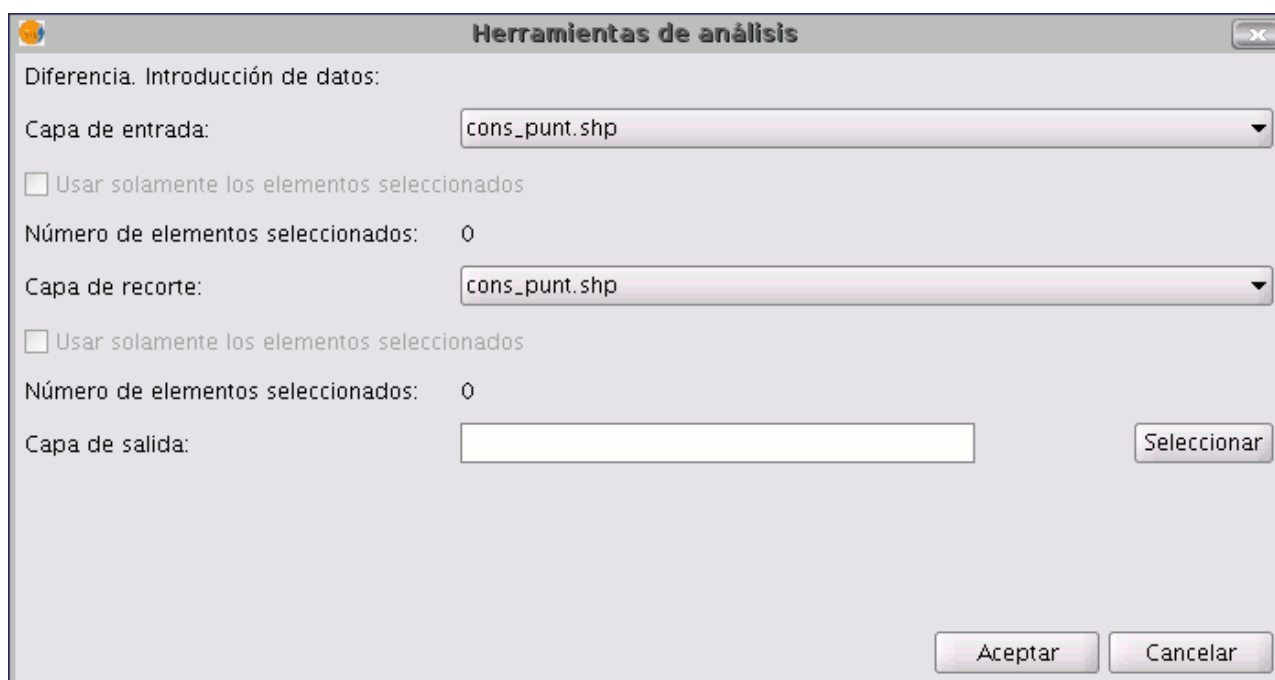 Herramientas de análisis
Diferencia. Introducción de datos:
Capa de entrada: cons_punt.shp
Usar solamente los elementos seleccionados
Número de elementos seleccionados: 0
Capa de recorte: cons_punt.shp
Usar solamente los elementos seleccionados
Número de elementos seleccionados: 0
Capa de salida: Seleccionar
Aceptar Cancelar